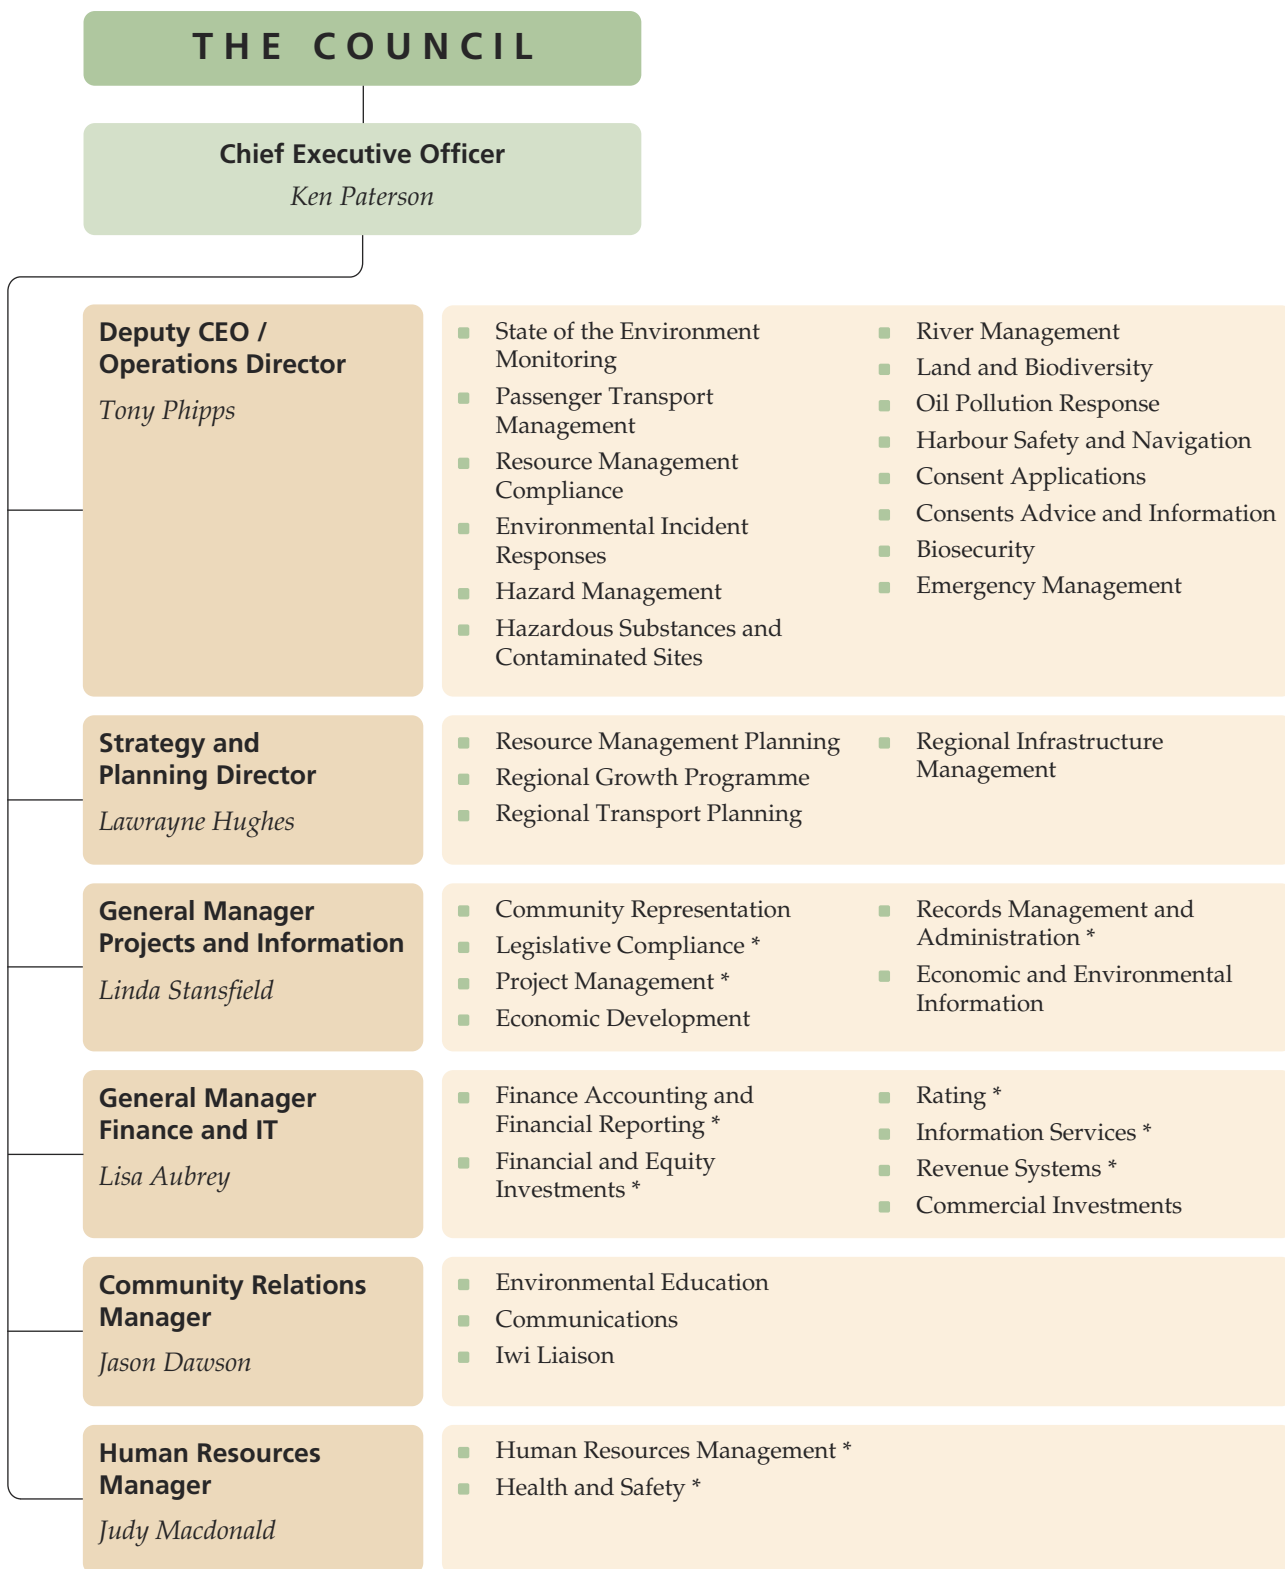 THE COUNCIL
Chief Executive Officer
Ken Paterson
Deputy CEO /
Operations Director
Tony Phipps
State of the Environment
Monitoring
Passenger Transport
Management
Resource Management
Compliance
Environmental Incident
Responses
Hazard Management
Hazardous Substances and
Contaminated Sites
River Management
Land and Biodiversity
Oil Pollution Response
Harbour Safety and Navigation
Consent Applications
Consents Advice and Information
Biosecurity
Emergency Management
Strategy and
Planning Director
Lawrayne Hughes
Resource Management Planning
Regional Growth Programme
Regional Transport Planning
Regional Infrastructure
Management
General Manager
Projects and Information
Linda Stansfield
Community Representation
Legislative Compliance *
Project Management *
Economic Development
Records Management and
Administration *
Economic and Environmental
Information
General Manager
Finance and IT
Lisa Aubrey
Finance Accounting and
Financial Reporting *
Financial and Equity
Investments *
Rating *
Information Services *
Revenue Systems *
Commercial Investments
Community Relations
Manager
Jason Dawson
Environmental Education
Communications
Iwi Liaison
Human Resources
Manager
Judy Macdonald
Human Resources Management *
Health and Safety *